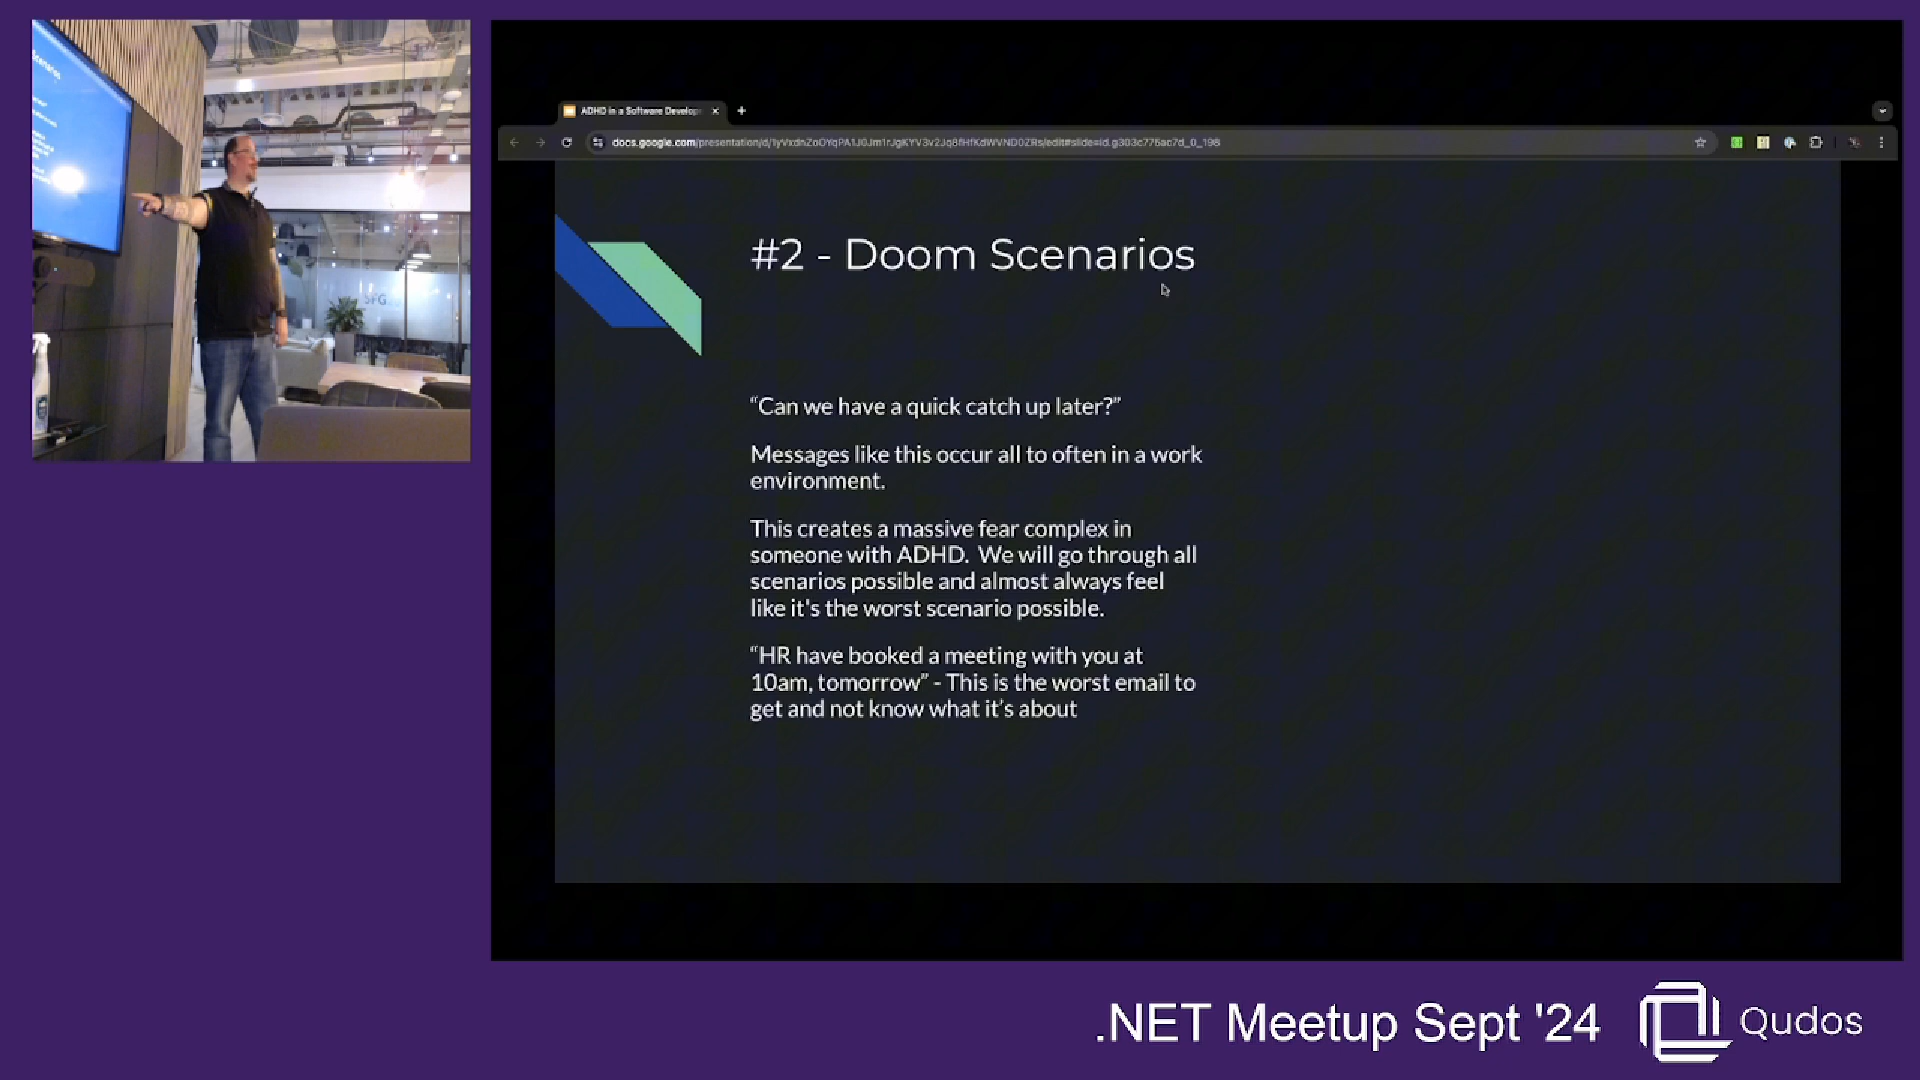 Scenarios
SFG
ADHD in a Software Develop
docs.google.com/presentation/d/
#2 - Doom Scenarios
“Can we have a quick catch up later?”
Messages like this occur all to often in a work
environment.
This creates a massive fear complex in
someone with ADHD.  We will go through all
scenarios possible and almost always feel
like it's the worst scenario possible.
“HR have booked a meeting with you at
10am, tomorrow” - This is the worst email to
get and not know what it’s about
.NET Meetup Sept '24
Qudos